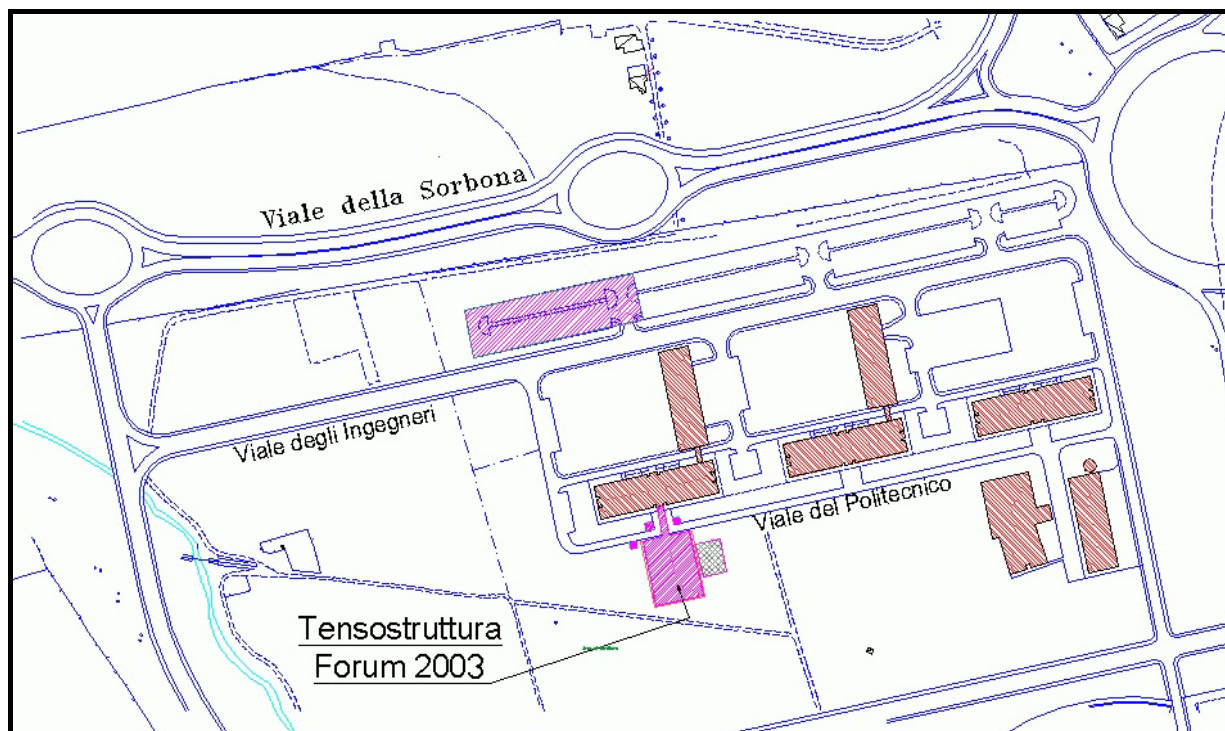 Viale della Sorbona
Viale degli Ingegneri
Viale del Politecnico
Tensostruttura
Forum 2003